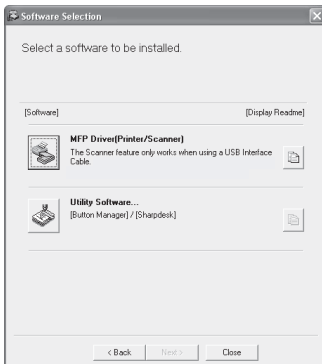 Software Selection
Select a software to be installed.
[Software] [Display Readme]
MFP Driver(Printer/Scanner)
The Scanner feature only works when using a USB Interface
Cable.
Utility Software...
[Button Manager] / [Sharpdesk]
< Back Next > Close